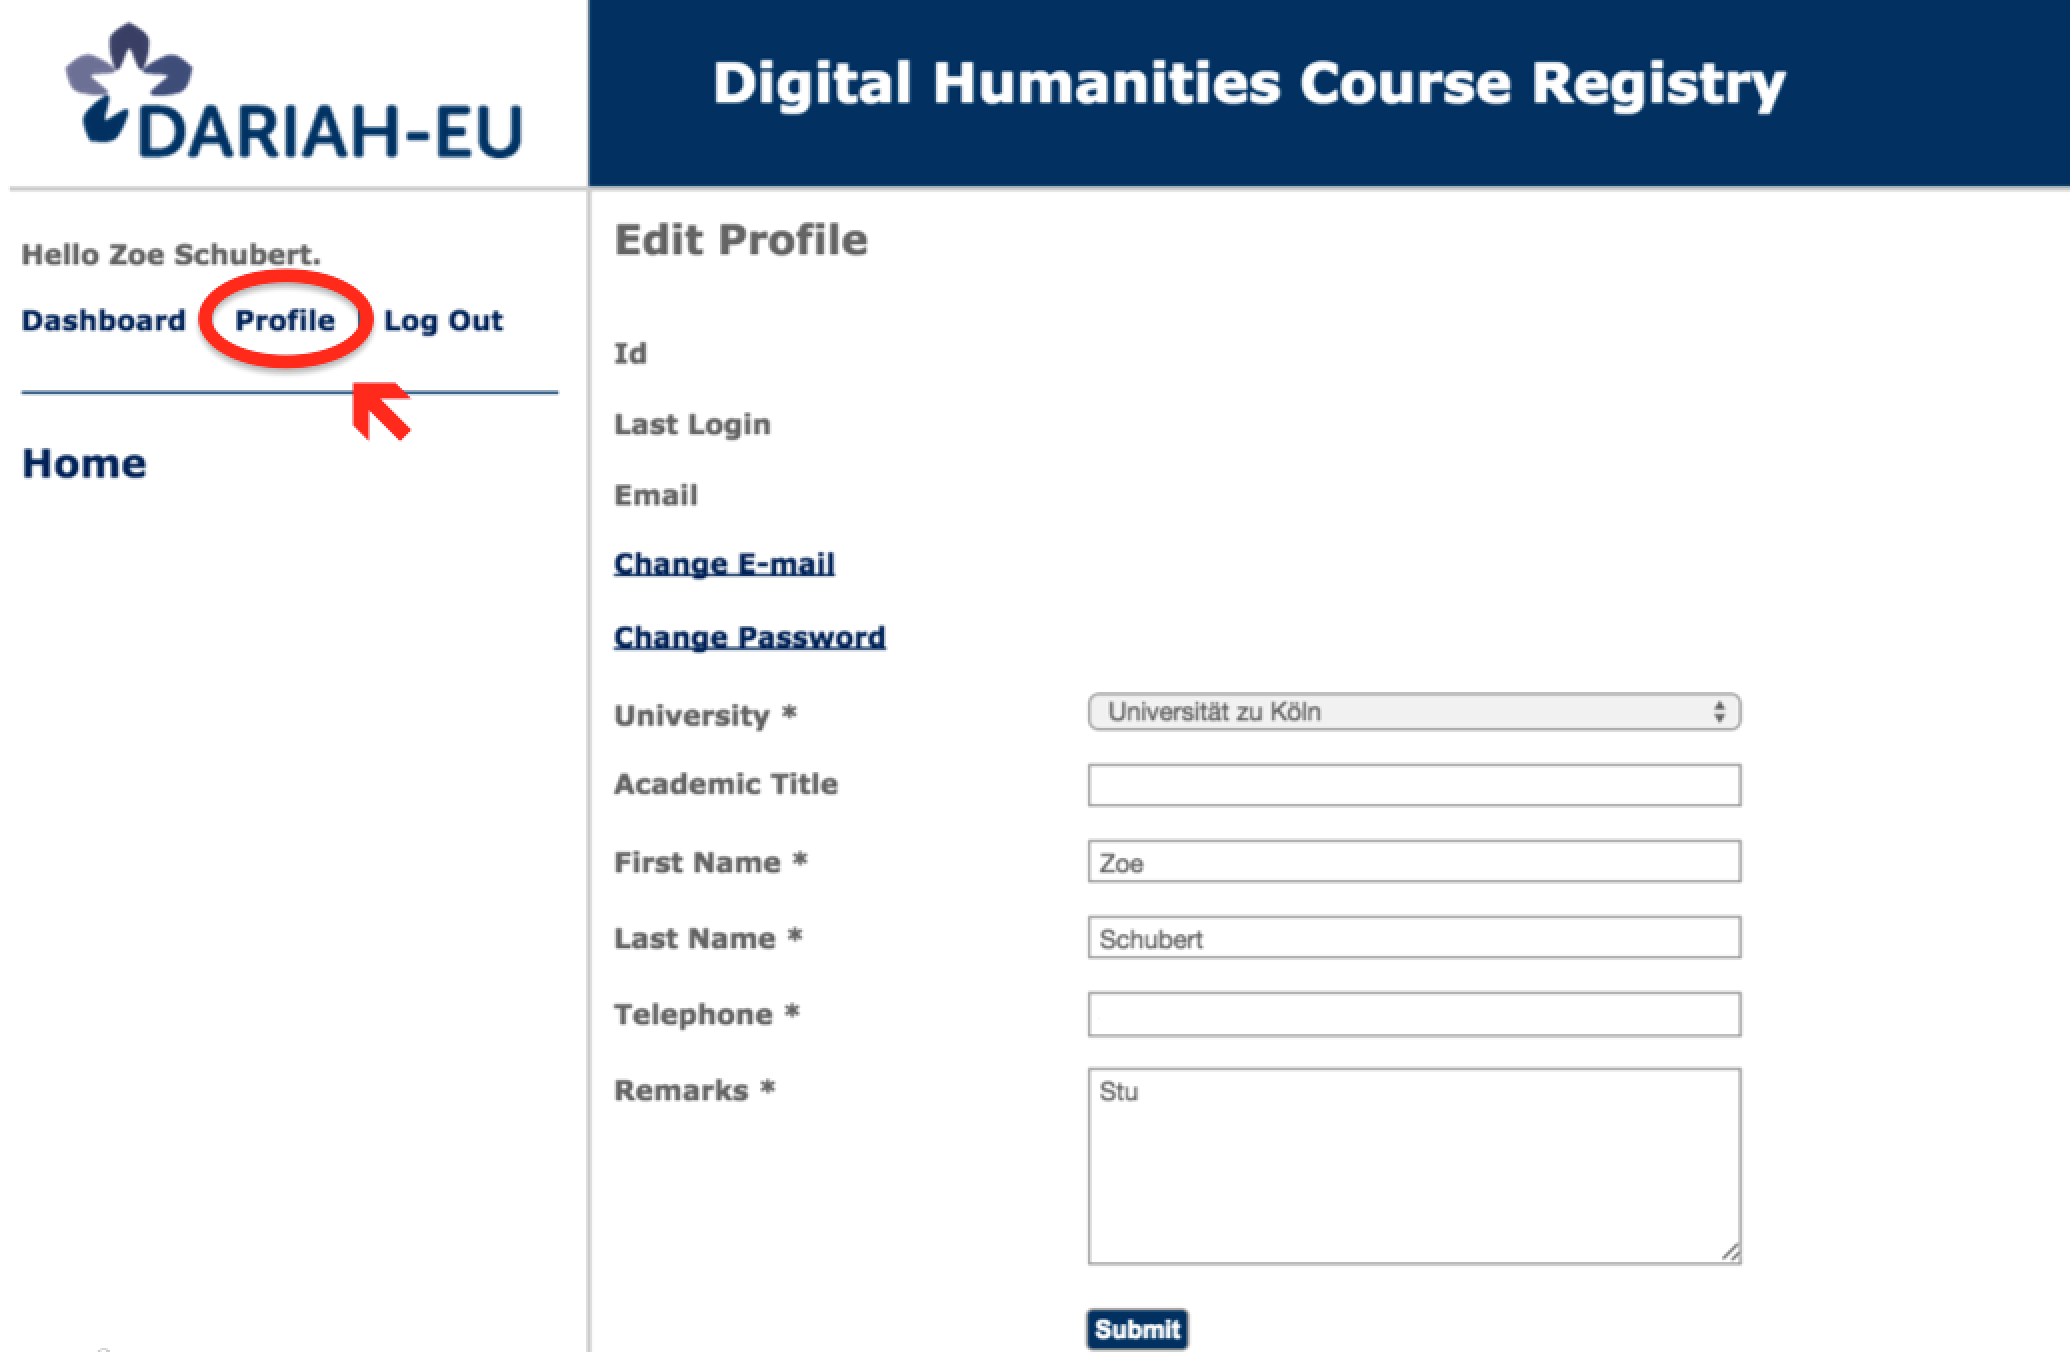 DARIAH-EU
Digital Humanities Course Registry
Hello Zoe Schubert.
Dashboard Profile Log Out
Home
Edit Profile
Id
Last Login
Email
Change E-mail
Change Password
University * Universität zu Köln
Academic Title
First Name * Zoe
Last Name * Schubert
Telephone *
Remarks * Stu
Submit